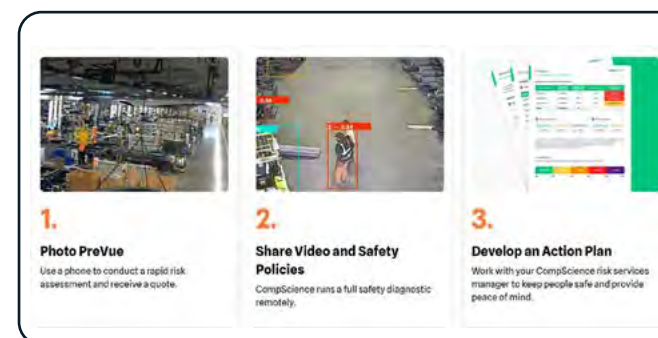 1.
Photo PreVue
Use a phone to conduct a rapid risk
assessment and receive a quote.
2.
Share Video and Safety
Policies
CompScience runs a full safety diagnostic
remotely.
3.
Develop an Action Plan
Work with your CompScience risk services
manager to keep people safe and provide
peace of mind.